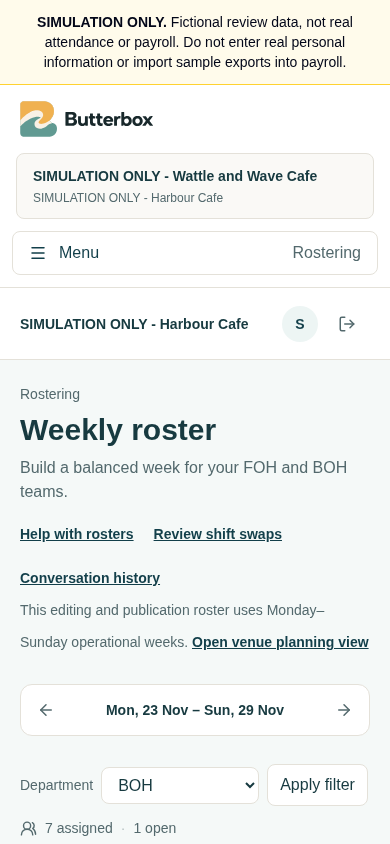 SIMULATION ONLY. Fictional review data, not real
attendance or payroll. Do not enter real personal
information or import sample exports into payroll.
Butterbox
SIMULATION ONLY - Wattle and Wave Cafe
SIMULATION ONLY - Harbour Cafe
Menu Rostering
SIMULATION ONLY - Harbour Cafe S
Rostering
Weekly roster
Build a balanced week for your FOH and BOH
teams.
Help with rosters Review shift swaps
Conversation history
This editing and publication roster uses Monday–
Sunday operational weeks. Open venue planning view
Mon, 23 Nov – Sun, 29 Nov
Department BOH Apply filter
7 assigned · 1 open